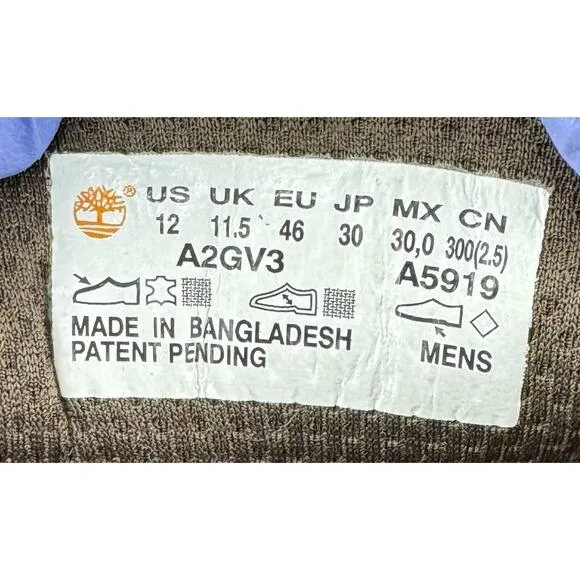 ® US UK EU JP MX CN
12 11.5 46 30 30,0 300(2.5)
A2GV3 A5919
MADE IN BANGLADESH
PATENT PENDING MENS